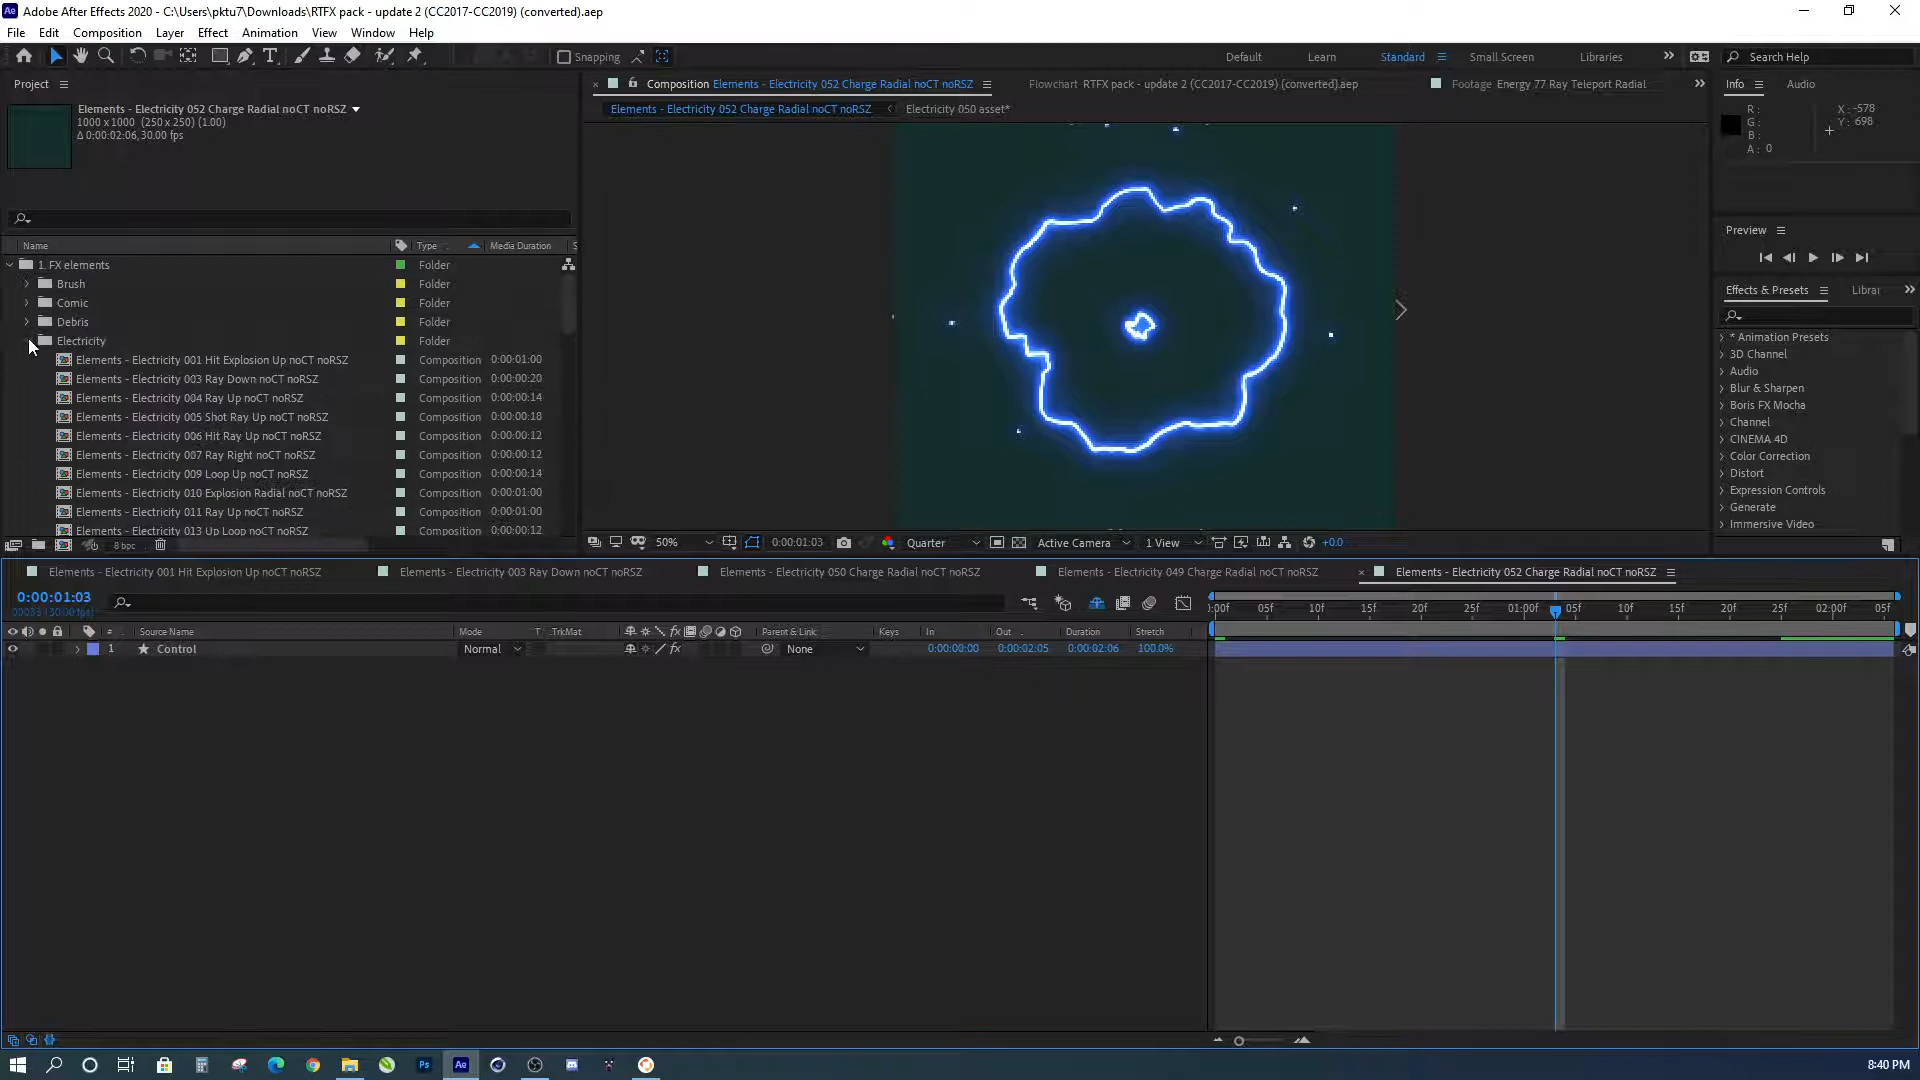 Adobe After Effects 2020 - C:\Users\pktu7\Downloads\RTFX pack - update 2 (CC2017-CC2019) (converted).aep
File Edit Composition Layer Effect Animation View Window Help
Snapping
Default Learn Standard Small Screen Libraries Search Help
Project
Elements - Electricity 052 Charge Radial noCT noRSZ
1000 x 1000 (250 x 250) (1.00)
Δ 0:00:02:06, 30.00 fps
Composition Elements - Electricity 052 Charge Radial noCT noRSZ
Flowchart RTFX pack - update 2 (CC2017-CC2019) (converted).aep
Footage Energy 77 Ray Teleport Radial
Elements - Electricity 052 Charge Radial noCT noRSZ Electricity 050 asset*
Info Audio
R: X: -578
G: Y: 698
B:
A: 0
Name Type Media Duration S
1. FX elements Folder
Brush Folder
Comic Folder
Debris Folder
Electricity Folder
Elements - Electricity 001 Hit Explosion Up noCT noRSZ Composition 0:00:01:00
Elements - Electricity 003 Ray Down noCT noRSZ Composition 0:00:00:20
Elements - Electricity 004 Ray Up noCT noRSZ Composition 0:00:00:14
Elements - Electricity 005 Shot Ray Up noCT noRSZ Composition 0:00:00:18
Elements - Electricity 006 Hit Ray Up noCT noRSZ Composition 0:00:00:12
Elements - Electricity 007 Ray Right noCT noRSZ Composition 0:00:00:12
Elements - Electricity 009 Loop Up noCT noRSZ Composition 0:00:00:14
Elements - Electricity 010 Explosion Radial noCT noRSZ Composition 0:00:01:00
Elements - Electricity 011 Ray Up noCT noRSZ Composition 0:00:01:00
Elements - Electricity 013 Up Loop noCT noRSZ Composition 0:00:00:12
8 bpc
50% 0:00:01:03 Quarter Active Camera 1 View +0.0
Preview
Effects & Presets Librar
* Animation Presets
3D Channel
Audio
Blur & Sharpen
Boris FX Mocha
Channel
CINEMA 4D
Color Correction
Distort
Expression Controls
Generate
Immersive Video
Elements - Electricity 001 Hit Explosion Up noCT noRSZ
Elements - Electricity 003 Ray Down noCT noRSZ
Elements - Electricity 050 Charge Radial noCT noRSZ
Elements - Electricity 049 Charge Radial noCT noRSZ
Elements - Electricity 052 Charge Radial noCT noRSZ
0:00:01:03
00033 (30.00 fps)
:00f 05f 10f 15f 20f 25f 01:00f 05f 10f 15f 20f 25f 02:00f 05f
# Source Name Mode T .TrkMat fx Parent & Link Keys In Out Duration Stretch
1 Control Normal fx None 0:00:00:00 0:00:02:05 0:00:02:06 100.0%
Ps Ae
8:40 PM